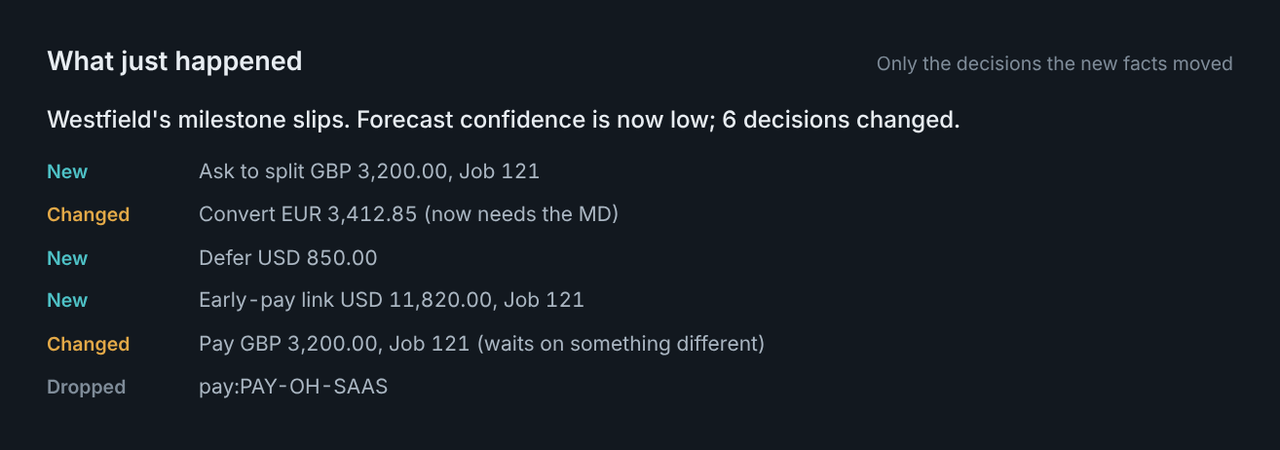 What just happened
Only the decisions the new facts moved
Westfield's milestone slips. Forecast confidence is now low; 6 decisions changed.
New Ask to split GBP 3,200.00, Job 121
Changed Convert EUR 3,412.85 (now needs the MD)
New Defer USD 850.00
New Early-pay link USD 11,820.00, Job 121
Changed Pay GBP 3,200.00, Job 121 (waits on something different)
Dropped pay:PAY-OH-SAAS